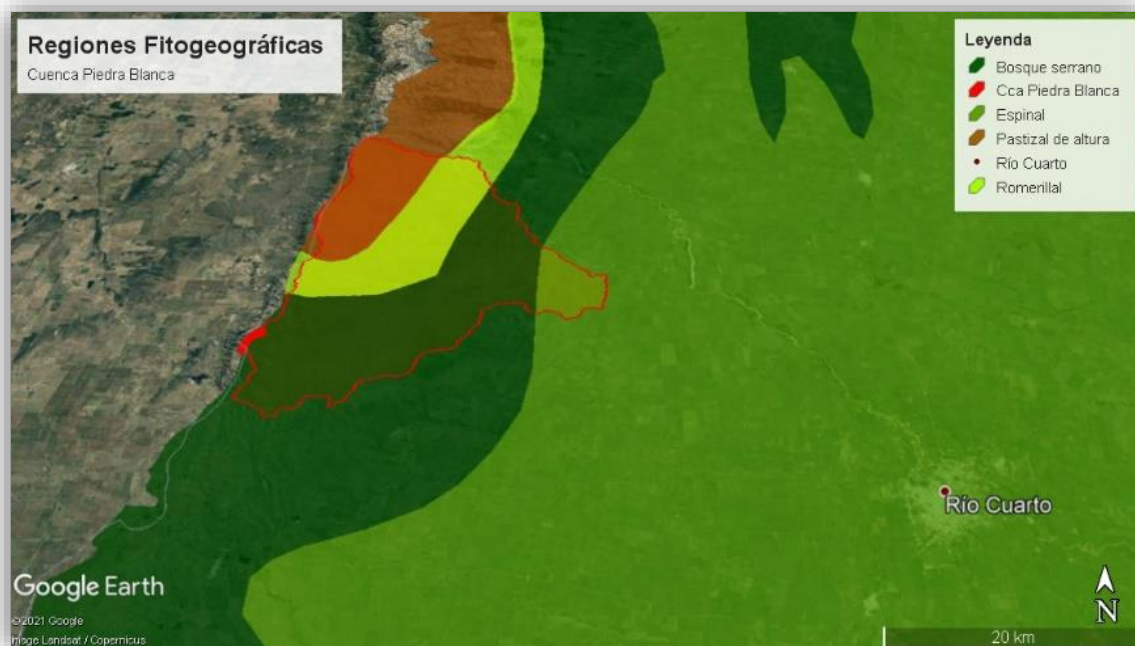 Regiones Fitogeográficas
Cuenca Piedra Blanca
Leyenda
Bosque serrano
Cca Piedra Blanca
Espinal
Pastizal de altura
Río Cuarto
Romerillal
Río Cuarto
Google Earth
©2021 Google
Image Landsat / Copernicus
N
20 km